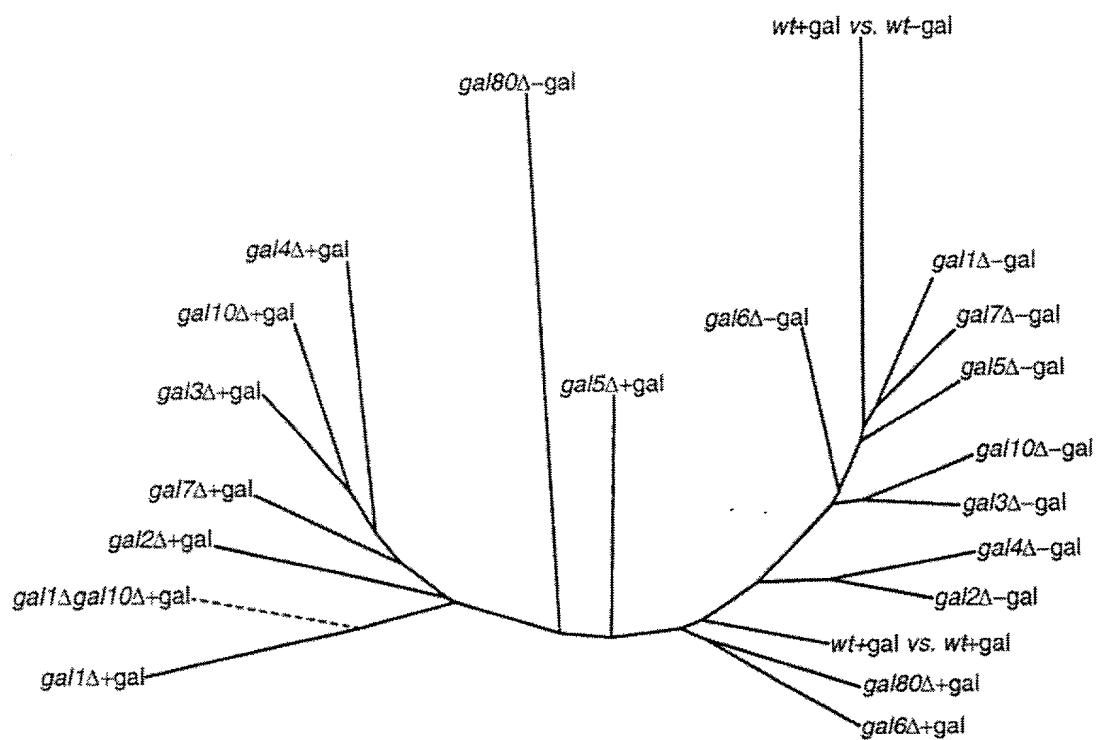 wt+gal vs. wt–gal
gal80Δ–gal
gal4Δ+gal
gal1Δ–gal
gal10Δ+gal
gal6Δ–gal
gal7Δ–gal
gal5Δ–gal
gal5Δ+gal
gal3Δ+gal
gal10Δ–gal
gal7Δ+gal
gal3Δ–gal
gal2Δ+gal
gal4Δ–gal
gal1Δgal10Δ+gal
gal2Δ–gal
wt+gal vs. wt+gal
gal1Δ+gal
gal80Δ+gal
gal6Δ+gal